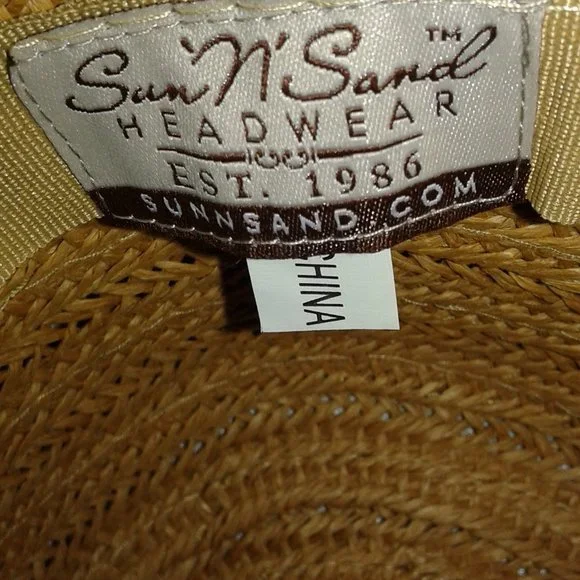 Sun 'N' Sand™
HEADWEAR
EST. 1986
SUNNSAND.COM
CHINA